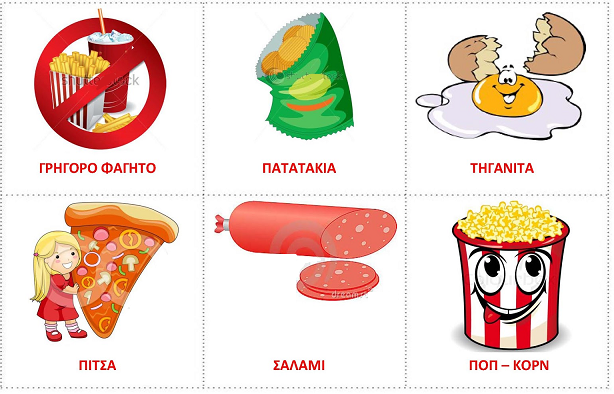 ΓΡΗΓΟΡΟ ΦΑΓΗΤΟ
ΠΑΤΑΤΑΚΙΑ
ΤΗΓΑΝΙΤΑ
ΠΙΤΣΑ
ΣΑΛΑΜΙ
ΠΟΠ – ΚΟΡΝ